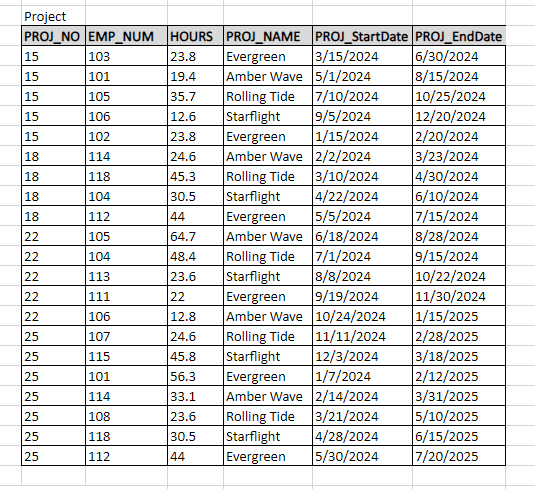 Project
PROJ_NO EMP_NUM HOURS PROJ_NAME PROJ_StartDate PROJ_EndDate
15 103 23.8 Evergreen 3/15/2024 6/30/2024
15 101 19.4 Amber Wave 5/1/2024 8/15/2024
15 105 35.7 Rolling Tide 7/10/2024 10/25/2024
15 106 12.6 Starflight 9/5/2024 12/20/2024
15 102 23.8 Evergreen 1/15/2024 2/20/2024
18 114 24.6 Amber Wave 2/2/2024 3/23/2024
18 118 45.3 Rolling Tide 3/10/2024 4/30/2024
18 104 30.5 Starflight 4/22/2024 6/10/2024
18 112 44 Evergreen 5/5/2024 7/15/2024
22 105 64.7 Amber Wave 6/18/2024 8/28/2024
22 104 48.4 Rolling Tide 7/1/2024 9/15/2024
22 113 23.6 Starflight 8/8/2024 10/22/2024
22 111 22 Evergreen 9/19/2024 11/30/2024
22 106 12.8 Amber Wave 10/24/2024 1/15/2025
25 107 24.6 Rolling Tide 11/11/2024 2/28/2025
25 115 45.8 Starflight 12/3/2024 3/18/2025
25 101 56.3 Evergreen 1/7/2024 2/12/2025
25 114 33.1 Amber Wave 2/14/2024 3/31/2025
25 108 23.6 Rolling Tide 3/21/2024 5/10/2025
25 118 30.5 Starflight 4/28/2024 6/15/2025
25 112 44 Evergreen 5/30/2024 7/20/2025